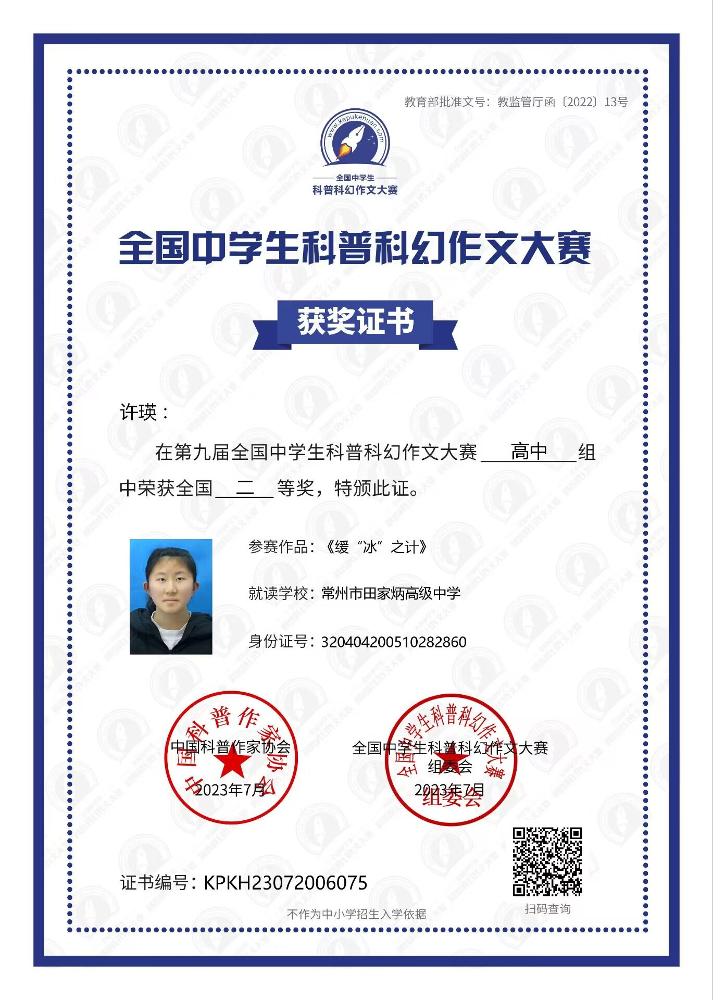 教育部批准文号：教监管厅函〔2022〕13号
www.kepukehuan.com
全国中学生
科普科幻作文大赛
全国中学生科普科幻作文大赛
获奖证书
许瑛：
在第九届全国中学生科普科幻作文大赛 高中 组
中荣获全国 二 等奖，特颁此证。
参赛作品：《缓“冰”之计》
就读学校：常州市田家炳高级中学
身份证号：320404200510282860
中国科普作家协会
中国科普作家协会
2023年7月
全国中学生科普科幻作文大赛
全国中学生科普科幻作文大赛
组委会
2023年7月
组委会
证书编号：KPKH23072006075
扫码查询
不作为中小学招生入学依据